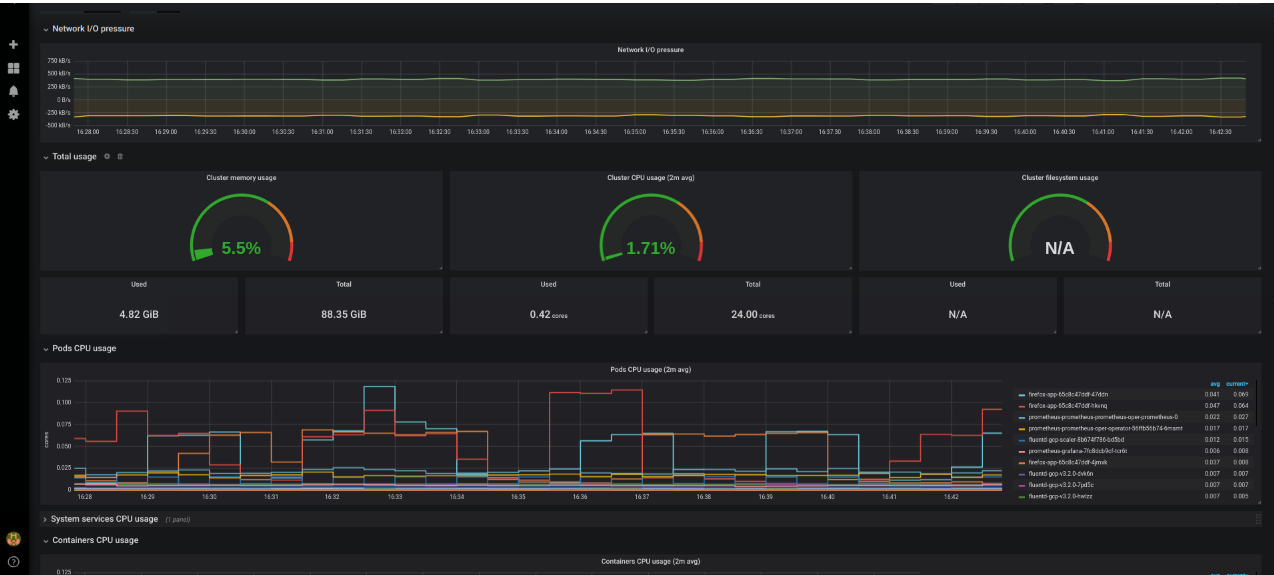 Network I/O pressure
Network I/O pressure
750 kB/s
500 kB/s
250 kB/s
0 B/s
-250 kB/s
-500 kB/s
16:28:00 16:28:30 16:29:00 16:29:30 16:30:00 16:30:30 16:31:00 16:31:30 16:32:00 16:32:30 16:33:00 16:33:30 16:34:00 16:34:30 16:35:00 16:35:30 16:36:00 16:36:30 16:37:00 16:37:30 16:38:00 16:38:30 16:39:00 16:39:30 16:40:00 16:40:30 16:41:00 16:41:30 16:42:00 16:42:30
Total usage
Cluster memory usage
5.5%
Cluster CPU usage (2m avg)
1.71%
Cluster filesystem usage
N/A
Used
4.82 GiB
Total
88.35 GiB
Used
0.42 cores
Total
24.00 cores
Used
N/A
Total
N/A
Pods CPU usage
Pods CPU usage (2m avg)
cores
0.125
0.100
0.075
0.050
0.025
0
16:28 16:29 16:30 16:31 16:32 16:33 16:34 16:35 16:36 16:37 16:38 16:39 16:40 16:41 16:42
avg current
firefox-app-65c8c47ddf-47ddn 0.041 0.069
firefox-app-65c8c47ddf-hkvnq 0.047 0.064
prometheus-prometheus-prometheus-oper-prometheus-0 0.022 0.027
prometheus-prometheus-oper-operator-56ffb56b74-6msmt 0.017 0.017
fluentd-gcp-scaler-8b674f786-bd5bd 0.012 0.015
prometheus-grafana-7fc8dcb9cf-tcr6t 0.006 0.008
firefox-app-65c8c47ddf-4jmvk 0.037 0.008
fluentd-gcp-v3.2.0-dvk6n 0.007 0.007
fluentd-gcp-v3.2.0-7pd5c 0.007 0.007
fluentd-gcp-v3.2.0-hwlzz 0.007 0.005
System services CPU usage (1 panel)
Containers CPU usage
Containers CPU usage (2m avg)
0.125